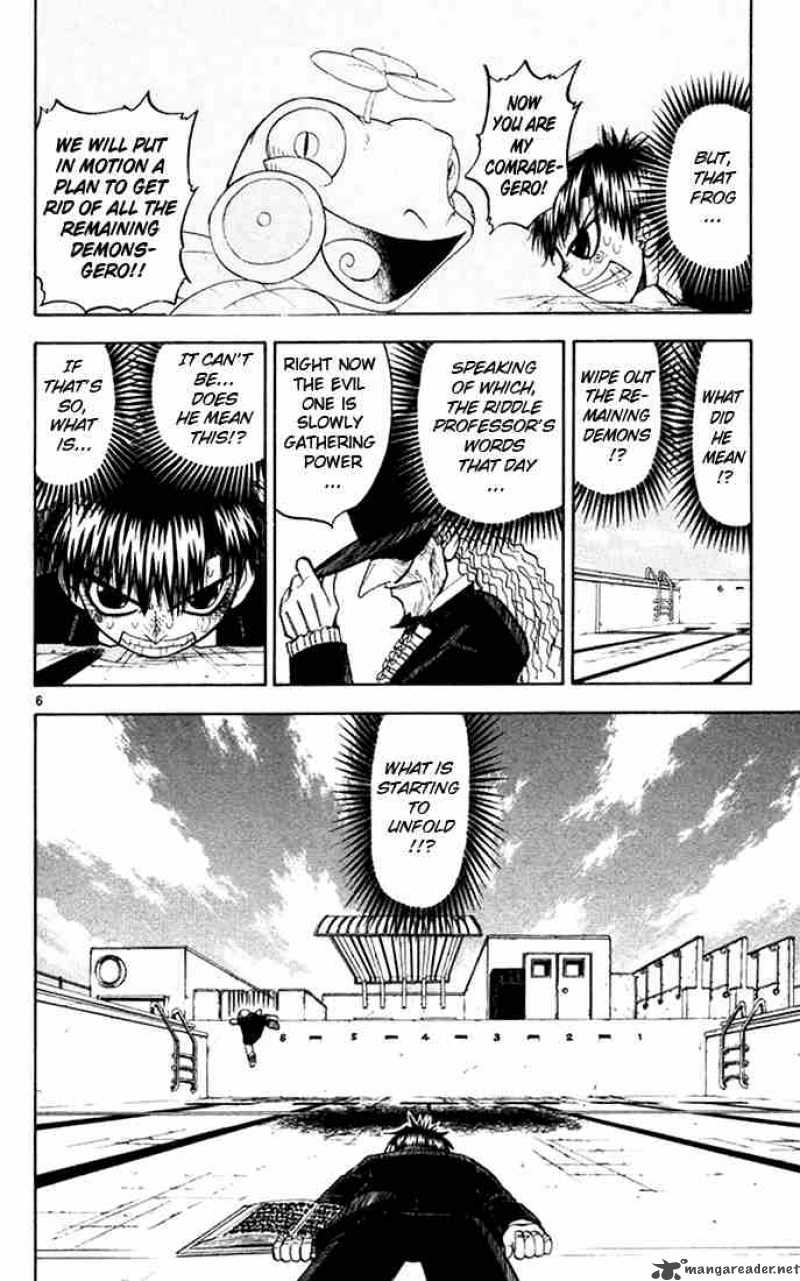 BUT,
THAT
FROG
...
NOW
YOU ARE
MY
COMRADE-
GERO!
WE WILL PUT
IN MOTION A
PLAN TO GET
RID OF ALL THE
REMAINING
DEMONS-
GERO!!
WHAT
DID
HE
MEAN
!?
WIPE OUT
THE RE-
MAINING
DEMONS
!?
SPEAKING
OF WHICH,
THE RIDDLE
PROFESSOR'S
WORDS
THAT DAY
...
RIGHT NOW
THE EVIL
ONE IS
SLOWLY
GATHERING
POWER
...
IT CAN'T
BE...
DOES
HE MEAN
THIS!?
IF
THAT'S
SO,
WHAT
IS...
6
WHAT IS
STARTING
TO
UNFOLD
!!?
6 - 5 - 4 - 3 - 2 - 1
mangareader.net